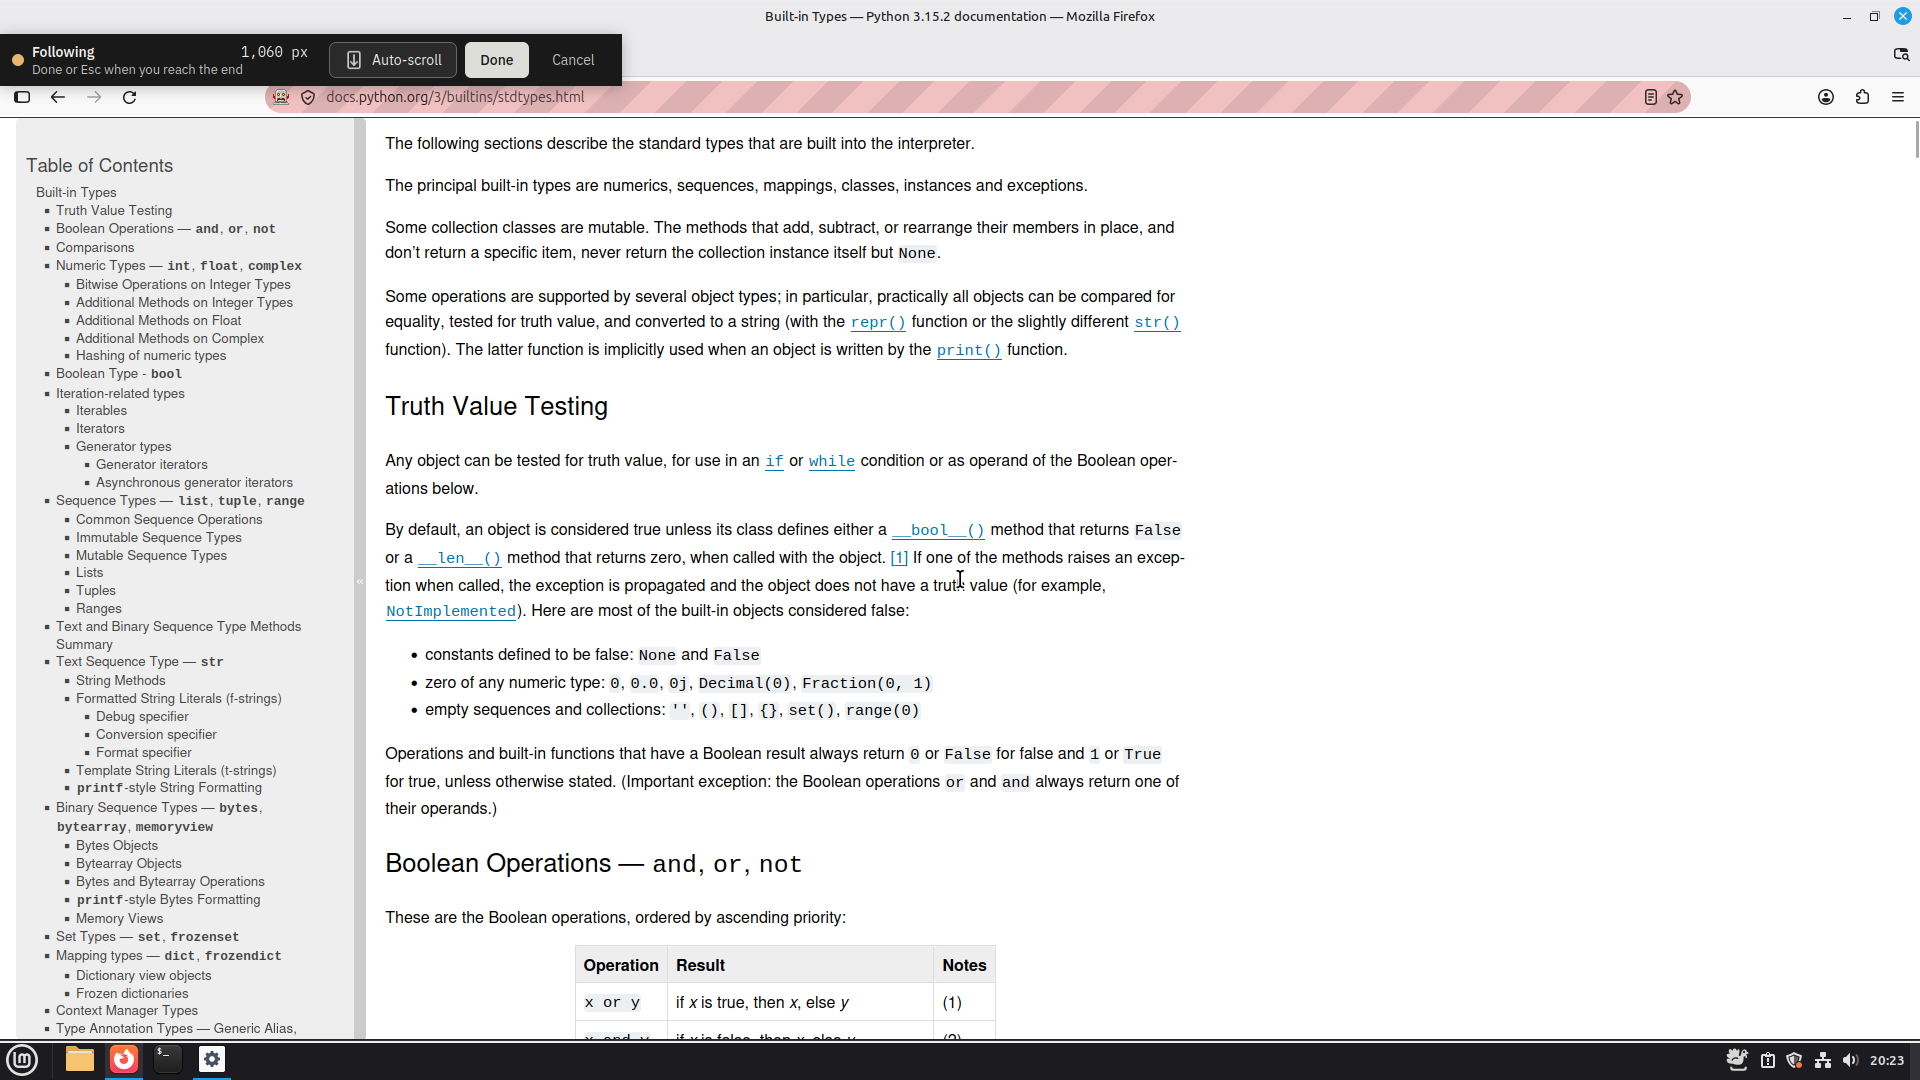 Built-in Types — Python 3.15.2 documentation — Mozilla Firefox
Following
1,060 px
Done or Esc when you reach the end
Auto-scroll
Done
Cancel
docs.python.org/3/builtins/stdtypes.html
Table of Contents
Built-in Types
Truth Value Testing
Boolean Operations — and, or, not
Comparisons
Numeric Types — int, float, complex
Bitwise Operations on Integer Types
Additional Methods on Integer Types
Additional Methods on Float
Additional Methods on Complex
Hashing of numeric types
Boolean Type - bool
Iteration-related types
Iterables
Iterators
Generator types
Generator iterators
Asynchronous generator iterators
Sequence Types — list, tuple, range
Common Sequence Operations
Immutable Sequence Types
Mutable Sequence Types
Lists
Tuples
Ranges
Text and Binary Sequence Type Methods
Summary
Text Sequence Type — str
String Methods
Formatted String Literals (f-strings)
Debug specifier
Conversion specifier
Format specifier
Template String Literals (t-strings)
printf-style String Formatting
Binary Sequence Types — bytes,
bytearray, memoryview
Bytes Objects
Bytearray Objects
Bytes and Bytearray Operations
printf-style Bytes Formatting
Memory Views
Set Types — set, frozenset
Mapping types — dict, frozendict
Dictionary view objects
Frozen dictionaries
Context Manager Types
Type Annotation Types — Generic Alias,
«
The following sections describe the standard types that are built into the interpreter.
The principal built-in types are numerics, sequences, mappings, classes, instances and exceptions.
Some collection classes are mutable. The methods that add, subtract, or rearrange their members in place, and
don’t return a specific item, never return the collection instance itself but None.
Some operations are supported by several object types; in particular, practically all objects can be compared for
equality, tested for truth value, and converted to a string (with the repr() function or the slightly different str()
function). The latter function is implicitly used when an object is written by the print() function.
Truth Value Testing
Any object can be tested for truth value, for use in an if or while condition or as operand of the Boolean oper-
ations below.
By default, an object is considered true unless its class defines either a __bool__() method that returns False
or a __len__() method that returns zero, when called with the object. [1] If one of the methods raises an excep-
tion when called, the exception is propagated and the object does not have a truth value (for example,
NotImplemented). Here are most of the built-in objects considered false:
• constants defined to be false: None and False
• zero of any numeric type: 0, 0.0, 0j, Decimal(0), Fraction(0, 1)
• empty sequences and collections: '', (), [], {}, set(), range(0)
Operations and built-in functions that have a Boolean result always return 0 or False for false and 1 or True
for true, unless otherwise stated. (Important exception: the Boolean operations or and and always return one of
their operands.)
Boolean Operations — and, or, not
These are the Boolean operations, ordered by ascending priority:
Operation Result Notes
x or y if x is true, then x, else y (1)
x and y if x is false, then x, else y (2)
20:23